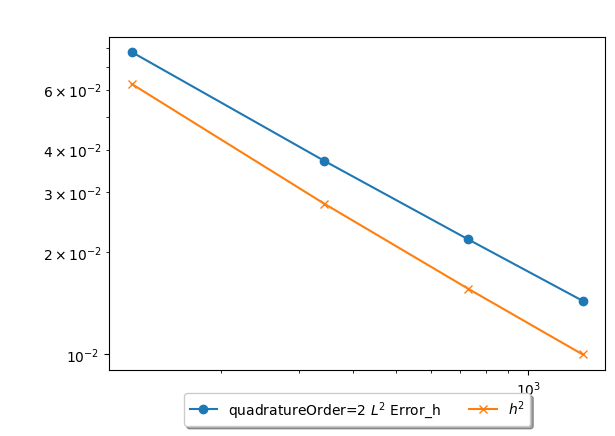 6 × 10⁻²
4 × 10⁻²
3 × 10⁻²
2 × 10⁻²
10⁻²
10³
quadratureOrder=2 L² Error_h
h²